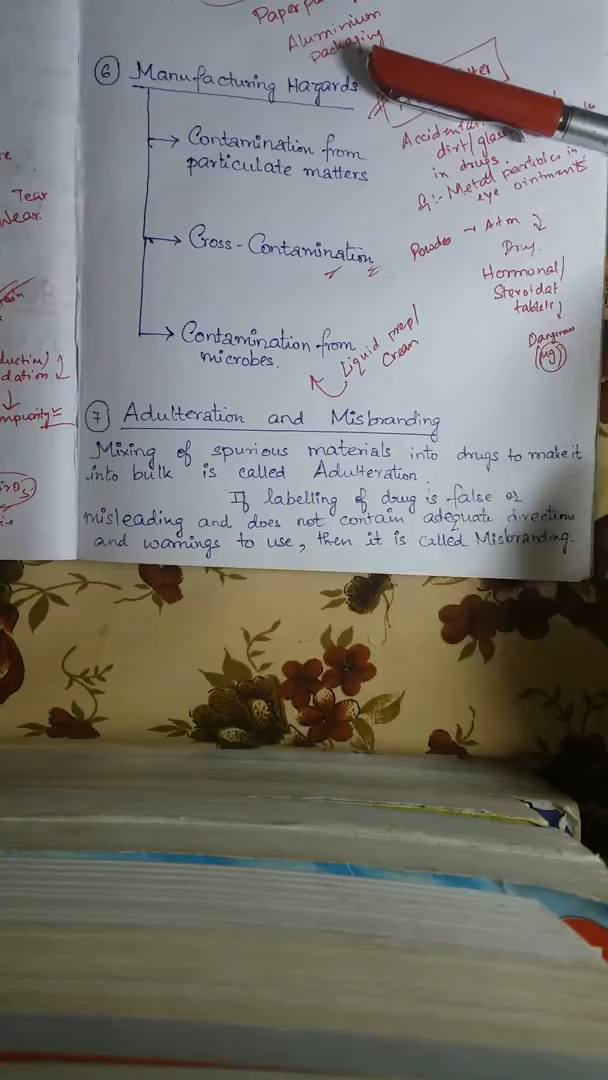 Aluminium
Packaging
⑥ Manufacturing Hazards
→ Contamination from
particulate matters
→ Cross-Contamination
→ Contamination from
microbes.
Liquid prep/
Cream
dirt/glass
in drugs.
Eg:- Metal particles in
eye ointments
Powder → Atm ↓
Drug.
Hormonal/
Steroidal
tablets↓
Dangerous
(ug)
⑦ Adulteration and Misbranding
Mixing of spurious materials into drugs to make it
into bulk is called Adulteration.
If labelling of drug is false or
misleading and does not contain adequate directions
and warnings to use, then it is called Misbranding.
Tear
Wear.